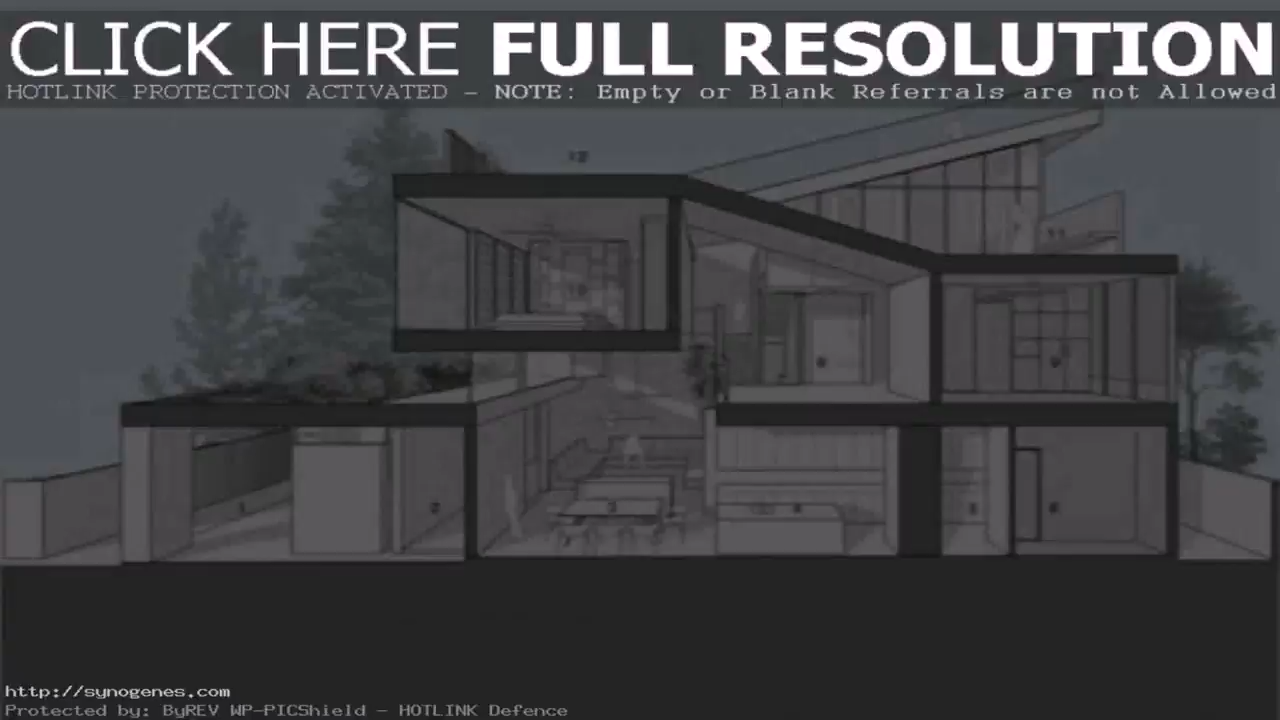 CLICK HERE FULL RESOLUTION
HOTLINK PROTECTION ACTIVATED - NOTE: Empty or Blank Referrals are not Allowed
http://synogenes.com
Protected by: ByREV WP-PICShield - HOTLINK Defence